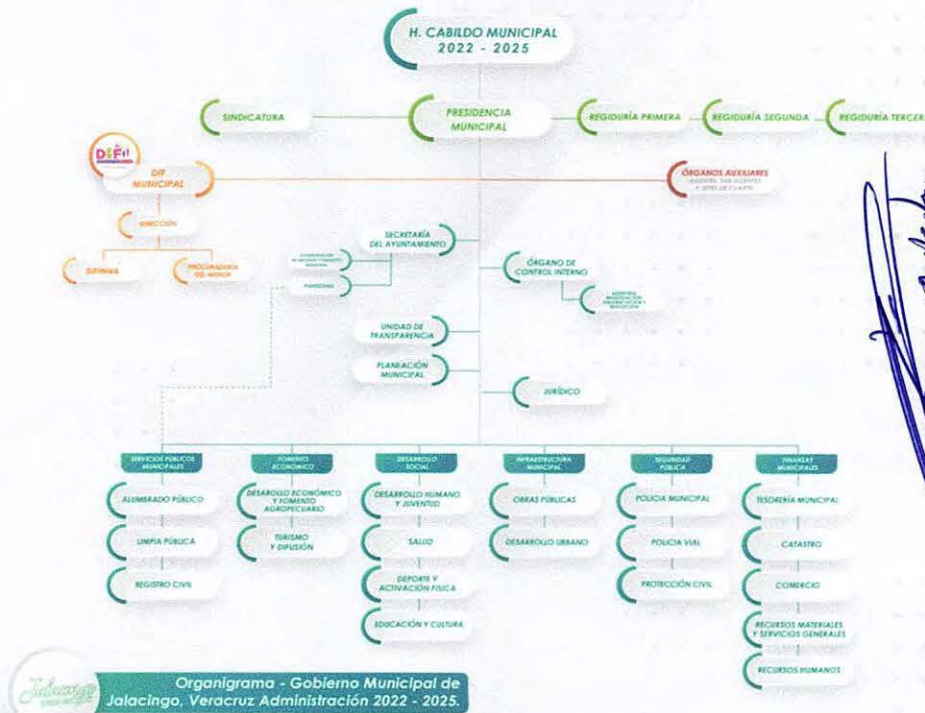 H. CABILDO MUNICIPAL
2022 - 2025
SINDICATURA
PRESIDENCIA
MUNICIPAL
REGIDURÍA PRIMERA
REGIDURÍA SEGUNDA
REGIDURÍA TERCER
DIF
DIF
MUNICIPAL
ÓRGANOS AUXILIARES
DIRECCIÓN
SIPINNA
PROCURADURÍA
DEL MENOR
SECRETARÍA
DEL AYUNTAMIENTO
ÓRGANO DE
CONTROL INTERNO
UNIDAD DE
TRANSPARENCIA
PLANEACIÓN
MUNICIPAL
JURÍDICO
SERVICIOS PÚBLICOS
MUNICIPALES
FOMENTO
ECONÓMICO
DESARROLLO
SOCIAL
INFRAESTRUCTURA
MUNICIPAL
SEGURIDAD
PÚBLICA
FINANZAS
MUNICIPALES
ALUMBRADO PÚBLICO
DESAROLLO ECONÓMICO
Y FOMENTO
AGROPECUARIO
DESARROLLO HUMANO
Y JUVENTUD
OBRAS PÚBLICAS
POLICIA MUNICIPAL
TESORERÍA MUNICIPAL
LIMPIA PÚBLICA
TURISMO
Y DIFUSIÓN
SALUD
DESARROLLO URBANO
POLICIA VIAL
CATASTRO
REGISTRO CIVIL
DEPORTE Y
ACTIVACIÓN FISICA
PROTECCIÓN CIVIL
COMERCIO
EDUCACIÓN Y CULTURA
RECURSOS MATERIALES
Y SERVICIOS GENERALES
RECURSOS HUMANOS
Jalacingo
Organigrama - Gobierno Municipal de
Jalacingo, Veracruz Administración 2022 - 2025.